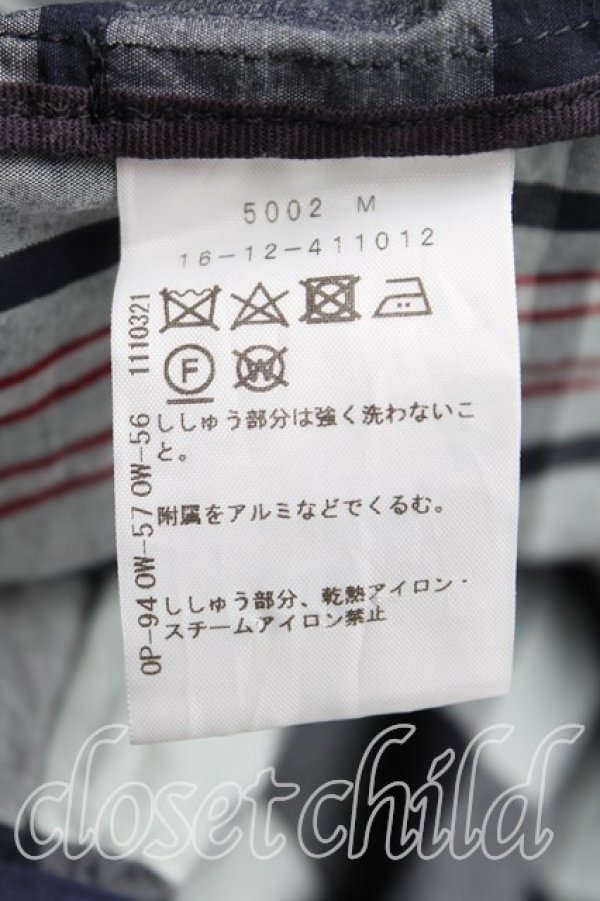 5002 M
16-12-411012
F W
ししゅう部分は強く洗わないこ
と。
附属をアルミなどでくるむ。
ししゅう部分、乾熱アイロン・
スチームアイロン禁止
OP-94 OW-57 OW-56 1110321
closet child